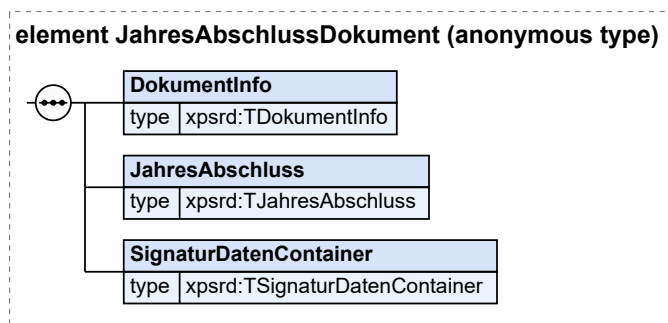 element JahresAbschlussDokument (anonymous type)
DokumentInfo
type xpsrd:TDokumentInfo
JahresAbschluss
type xpsrd:TJahresAbschluss
SignaturDatenContainer
type xpsrd:TSignaturDatenContainer